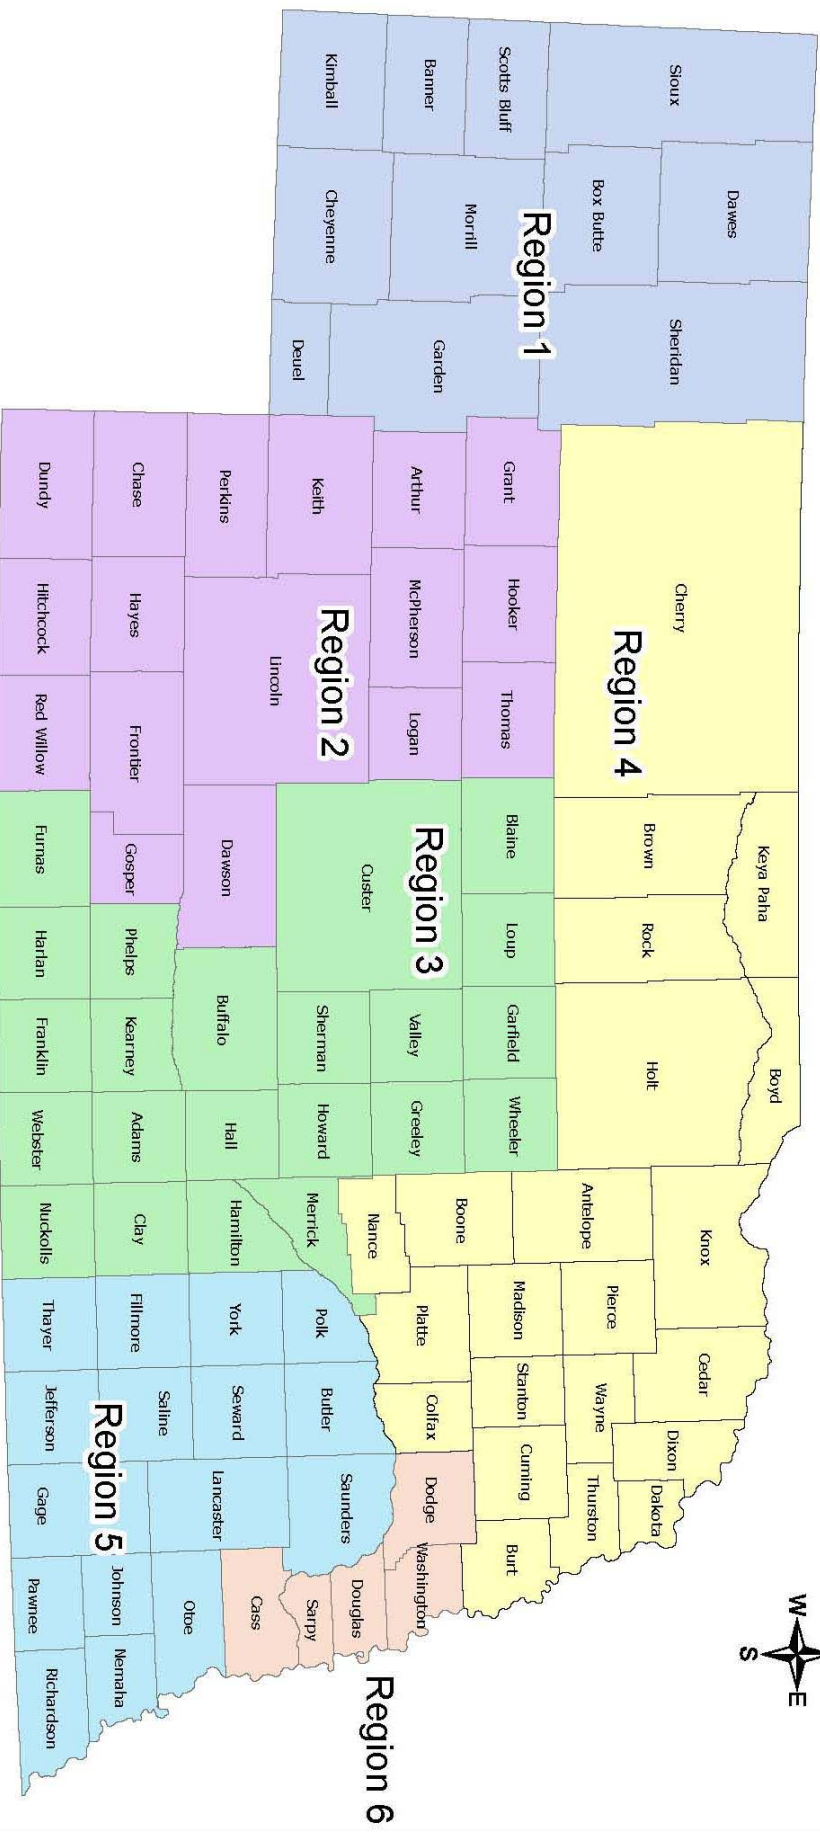 Sioux
Dawes
Sheridan
Scotts Bluff
Box Butte
Banner
Morrill
Kimball
Cheyenne
Garden
Deuel
Region 1
Cherry
Region 4
Keya Paha
Brown
Rock
Boyd
Holt
Knox
Antelope
Boone
Nance
Cedar
Pierce
Madison
Platte
Dixon
Wayne
Stanton
Colfax
Dakota
Thurston
Cuming
Burt
Grant
Hooker
Thomas
Arthur
McPherson
Logan
Keith
Perkins
Lincoln
Region 2
Chase
Hayes
Frontier
Dundy
Hitchcock
Red Willow
Dawson
Gosper
Blaine
Loup
Garfield
Wheeler
Custer
Region 3
Valley
Greeley
Sherman
Howard
Buffalo
Hall
Merrick
Hamilton
Phelps
Kearney
Adams
Clay
Furnas
Harlan
Franklin
Webster
Nuckolls
Polk
Butler
Saunders
York
Seward
Lancaster
Fillmore
Saline
Thayer
Jefferson
Gage
Region 5
Otoe
Johnson
Nemaha
Pawnee
Richardson
Dodge
Washington
Douglas
Sarpy
Cass
Region 6
W
E
S